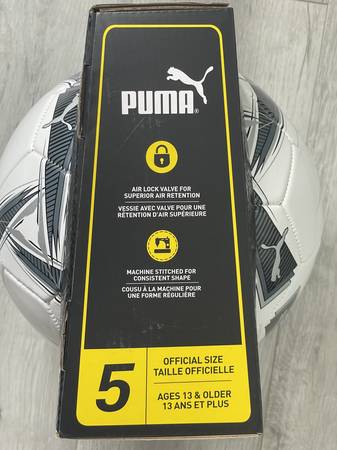 PUMA®
AIR LOCK VALVE FOR
SUPERIOR AIR RETENTION
VESSIE AVEC VALVE POUR UNE
RÉTENTION D'AIR SUPÉRIEURE
MACHINE STITCHED FOR
CONSISTENT SHAPE
COUSU À LA MACHINE POUR
UNE FORME RÉGULIÈRE
5
OFFICIAL SIZE
TAILLE OFFICIELLE
AGES 13 & OLDER
13 ANS ET PLUS